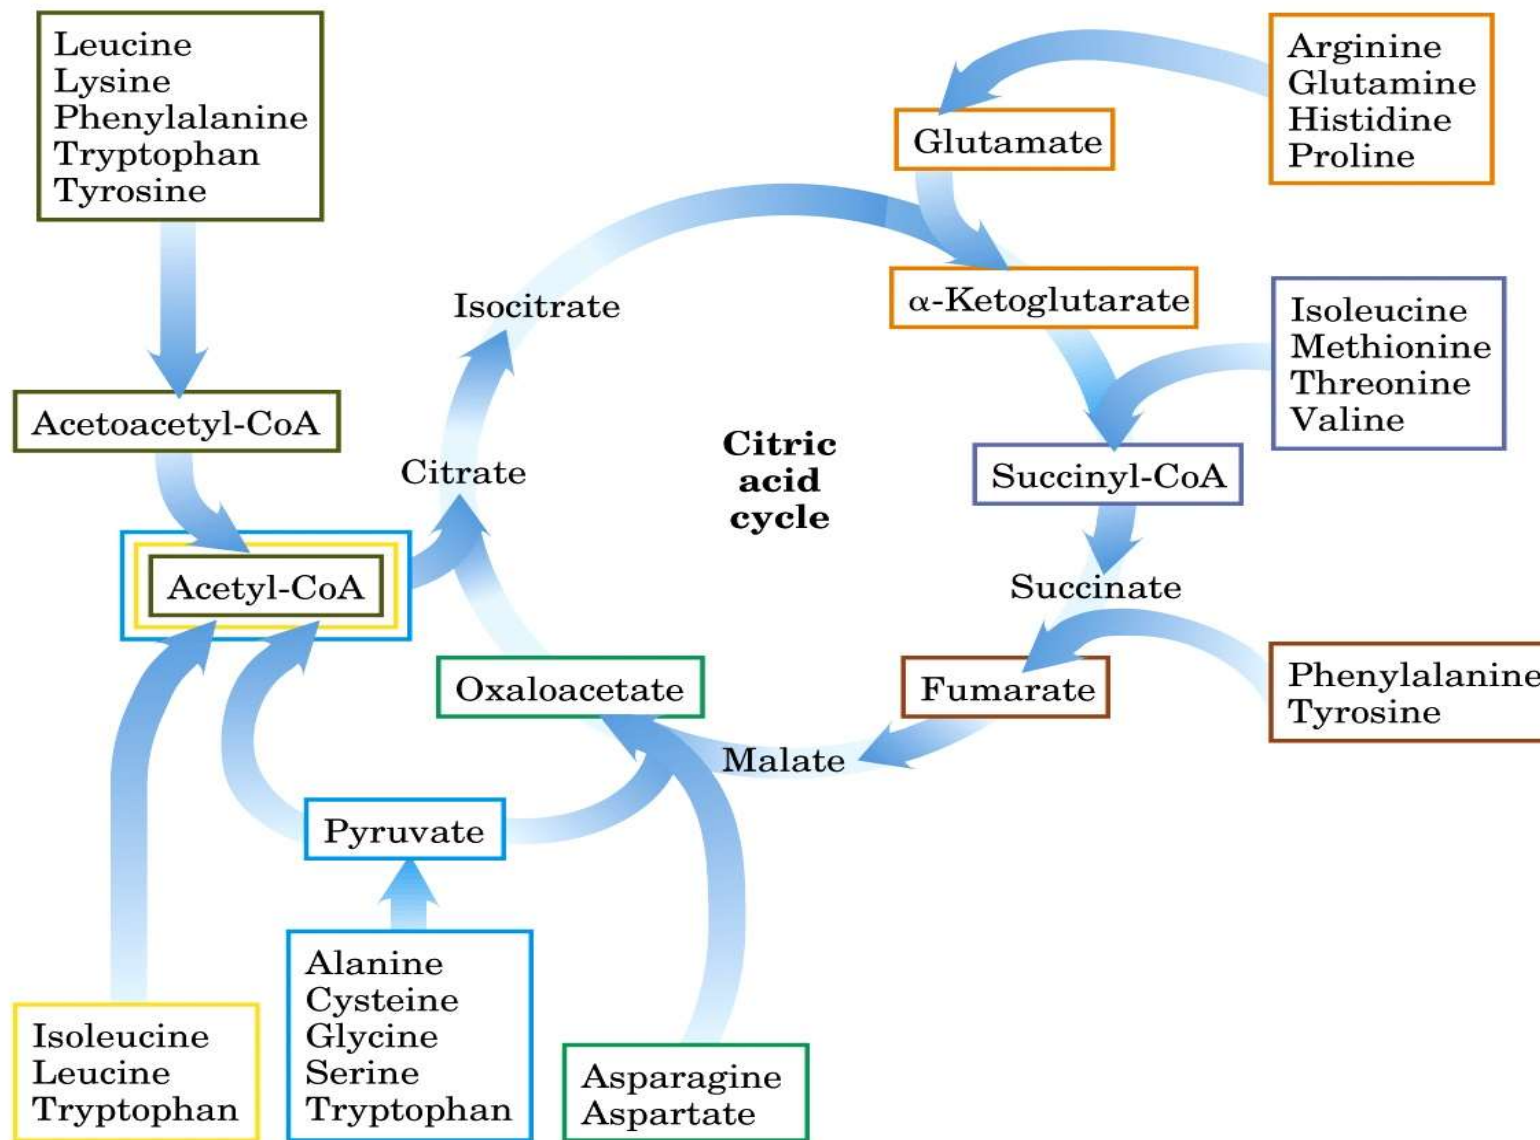 Leucine
Lysine
Phenylalanine
Tryptophan
Tyrosine
Arginine
Glutamine
Histidine
Proline
Glutamate
Isocitrate
α-Ketoglutarate
Isoleucine
Methionine
Threonine
Valine
Acetoacetyl-CoA
Citrate
Citric
acid
cycle
Succinyl-CoA
Acetyl-CoA
Succinate
Oxaloacetate
Fumarate
Phenylalanine
Tyrosine
Malate
Pyruvate
Isoleucine
Leucine
Tryptophan
Alanine
Cysteine
Glycine
Serine
Tryptophan
Asparagine
Aspartate